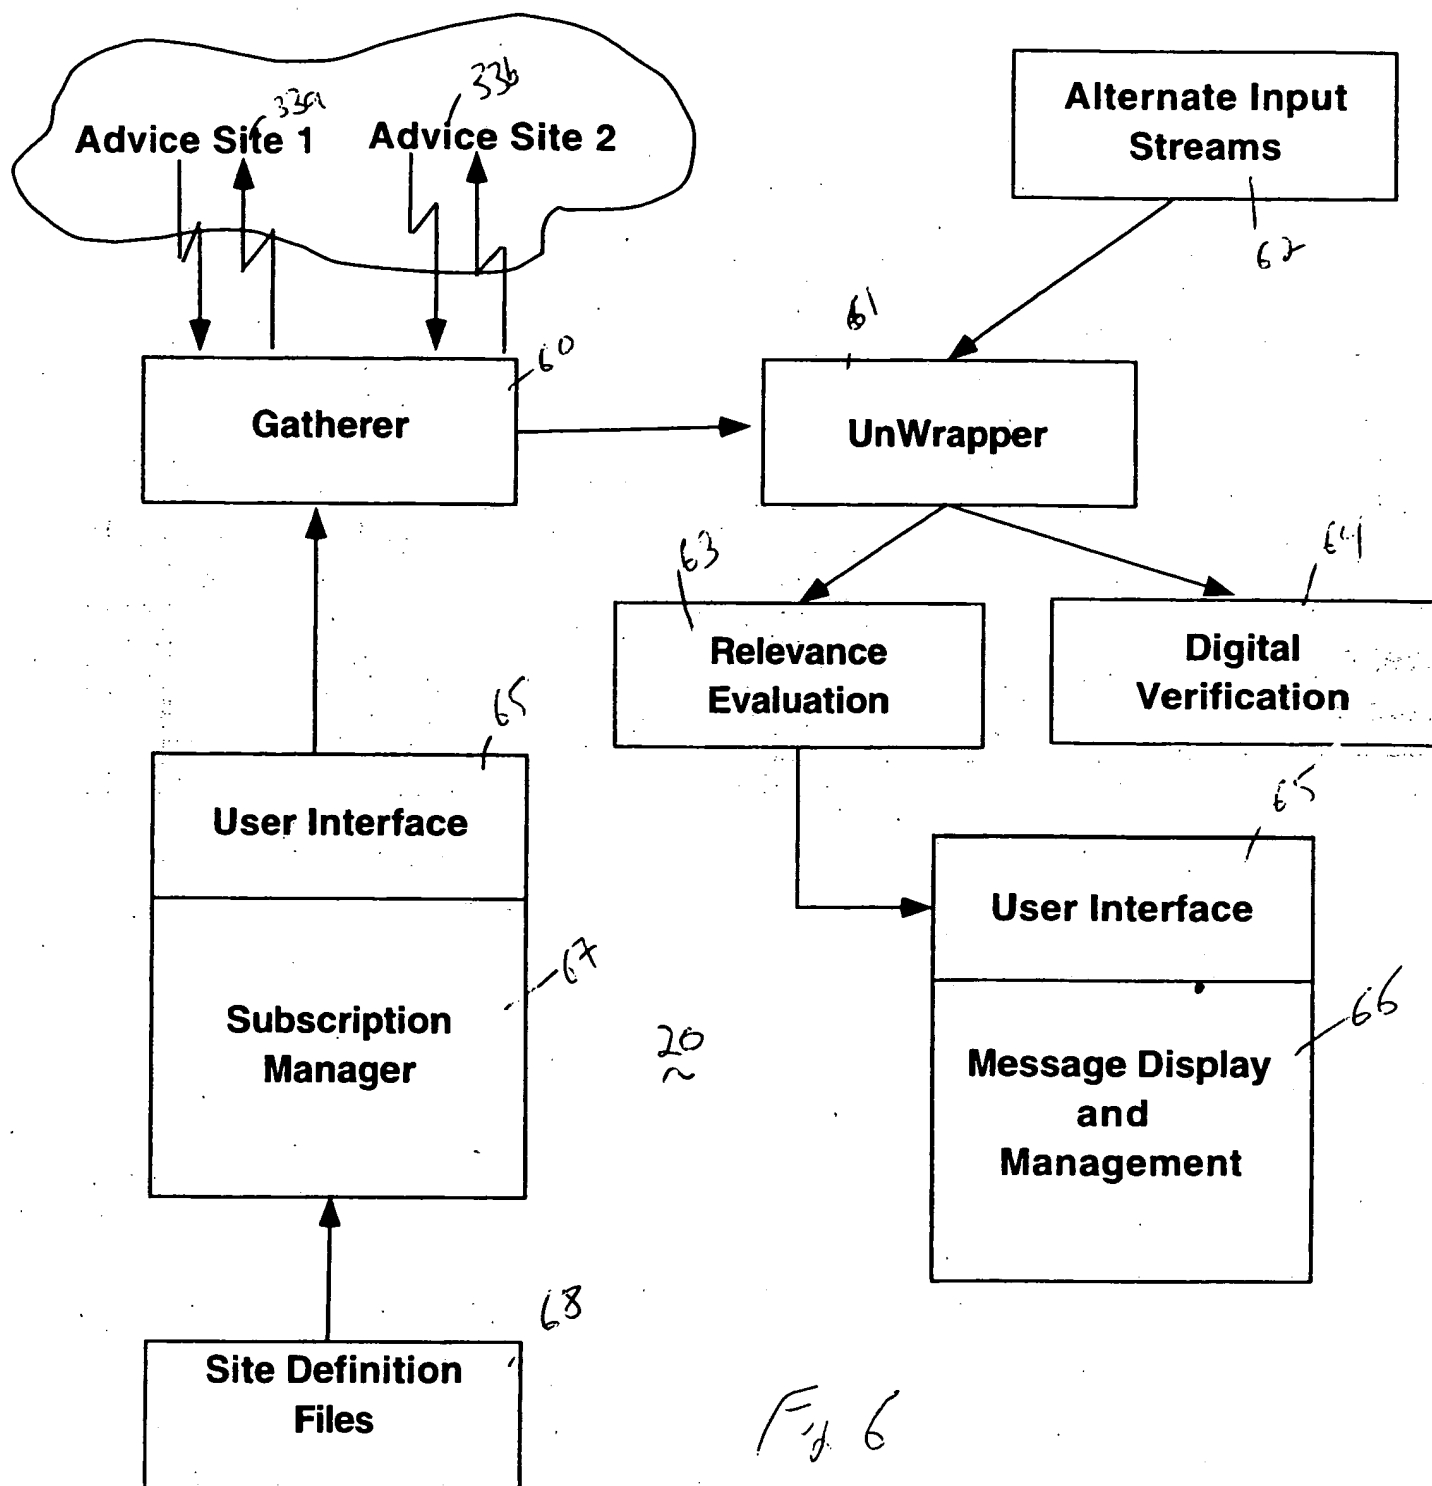 33a
33b
Advice Site 1
Advice Site 2
Alternate Input
Streams
62
60
61
Gatherer
UnWrapper
63
64
Relevance
Evaluation
Digital
Verification
65
User Interface
65
User Interface
67
Subscription
Manager
20
66
Message Display
and
Management
68
Site Definition
Files
Fig 6